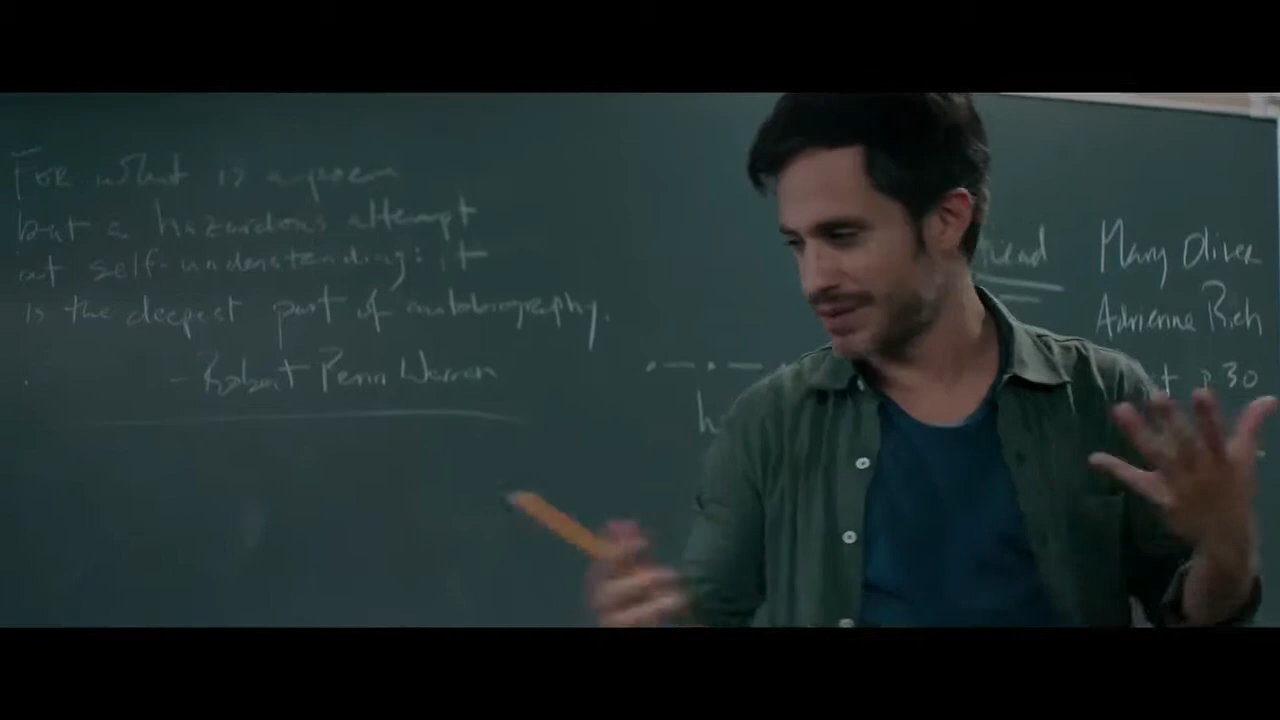 For what is a poem
but a hazardous attempt
at self-understanding: it
is the deepest part of autobiography.
- Robert Penn Warren
Mary Oliver
Adrienne Rich
p 30